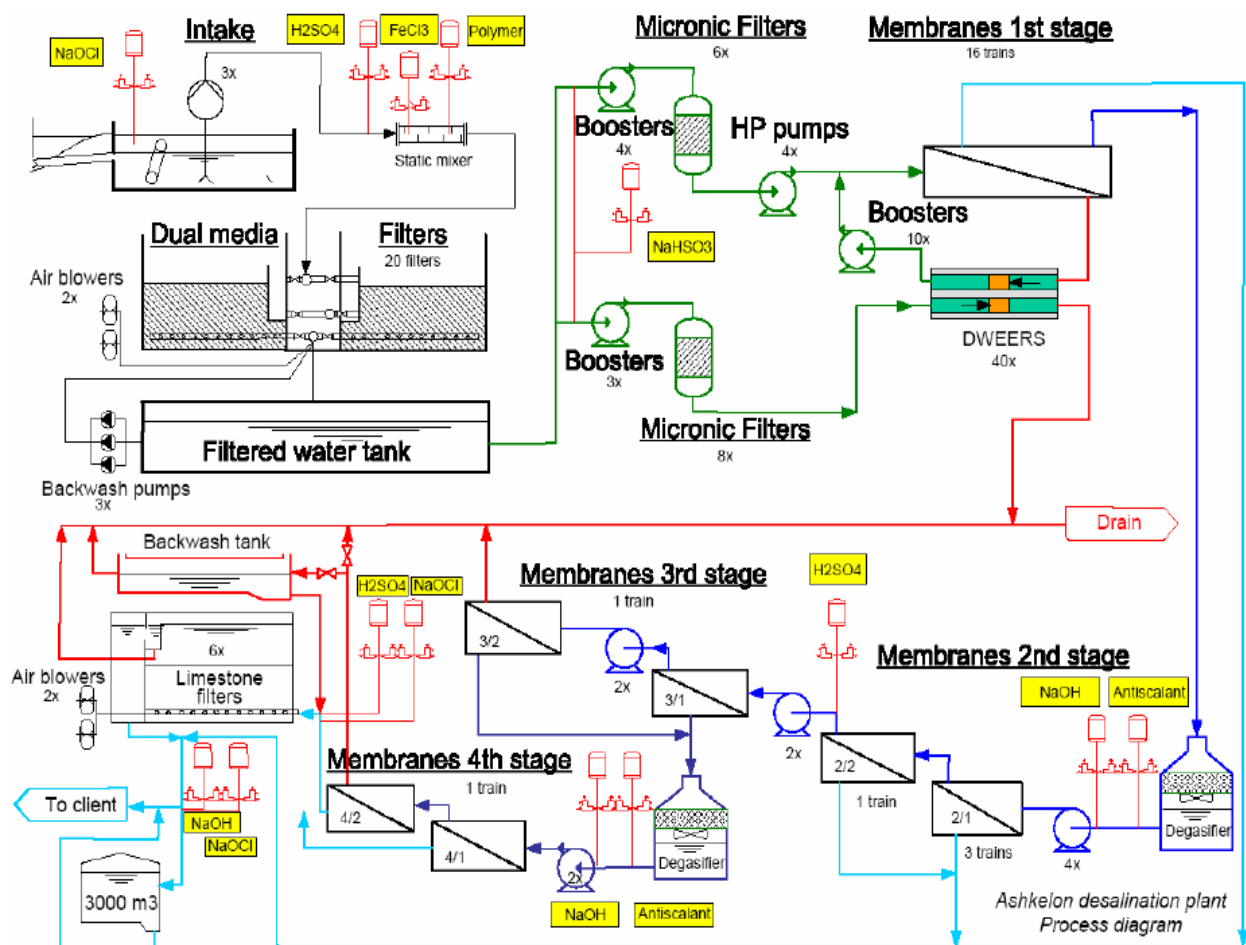 Intake
NaOCl
3x
H2SO4
FeCl3
Polymer
Static mixer
Micronic Filters
6x
Membranes 1st stage
16 trains
Boosters
4x
HP pumps
4x
Boosters
10x
NaHSO3
DWEERS
40x
Dual media
Filters
20 filters
Air blowers
2x
Boosters
3x
Micronic Filters
8x
Filtered water tank
Backwash pumps
3x
Drain
Backwash tank
H2SO4
NaOCl
Membranes 3rd stage
1 train
3/2
2x
3/1
H2SO4
Membranes 2nd stage
NaOH
Antiscalant
2x
2/2
1 train
2/1
3 trains
4x
Degasifier
6x
Limestone
filters
Air blowers
2x
To client
NaOH
NaOCl
3000 m3
Membranes 4th stage
1 train
4/2
4/1
2x
Degasifier
NaOH
Antiscalant
Ashkelon desalination plant
Process diagram